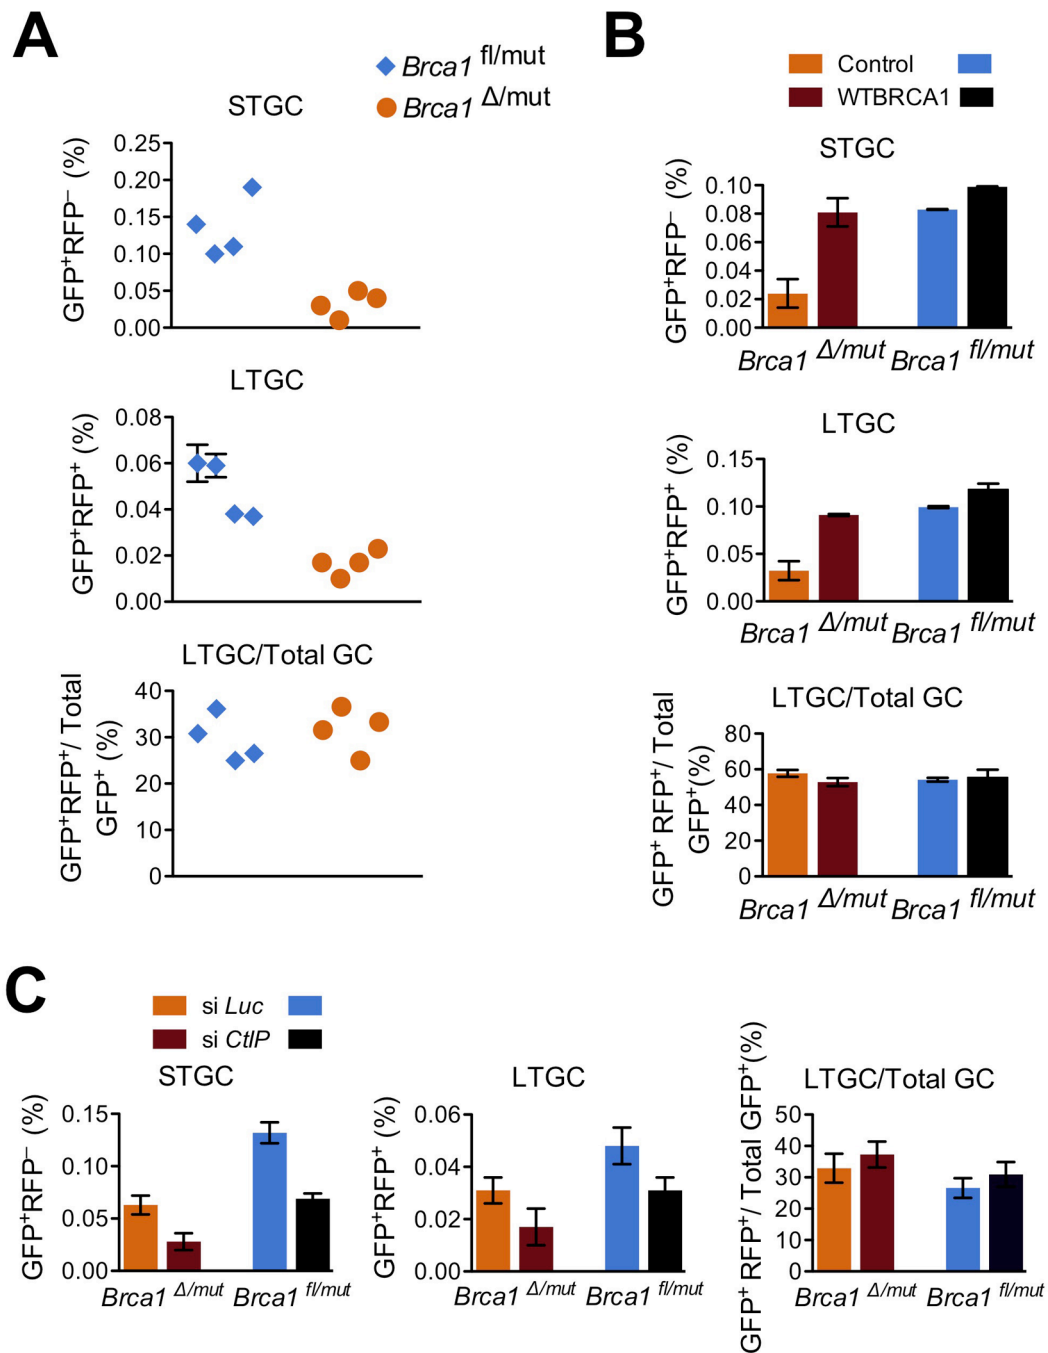 A
Brca1 fl/mut
Brca1 Δ/mut
STGC
GFP⁺RFP⁻ (%)
0.25
0.20
0.15
0.10
0.05
0.00
LTGC
GFP⁺RFP⁺ (%)
0.08
0.06
0.04
0.02
0.00
LTGC/Total GC
GFP⁺RFP⁺/ Total
GFP⁺ (%)
40
30
20
10
0
B
Control
WTBRCA1
STGC
GFP⁺RFP⁻ (%)
0.10
0.08
0.06
0.04
0.02
0.00
Brca1 Δ/mut Brca1 fl/mut
LTGC
GFP⁺RFP⁺ (%)
0.15
0.10
0.05
0.00
Brca1 Δ/mut Brca1 fl/mut
LTGC/Total GC
GFP⁺ RFP⁺/ Total
GFP⁺(%)
80
60
40
20
0
Brca1 Δ/mut Brca1 fl/mut
C
si Luc
si CtIP
STGC
GFP⁺RFP⁻ (%)
0.15
0.10
0.05
0.00
Brca1 Δ/mut Brca1 fl/mut
LTGC
GFP⁺RFP⁺ (%)
0.06
0.04
0.02
0.00
Brca1 Δ/mut Brca1 fl/mut
LTGC/Total GC
GFP⁺ RFP⁺/ Total GFP⁺(%)
50
40
30
20
10
0
Brca1 Δ/mut Brca1 fl/mut